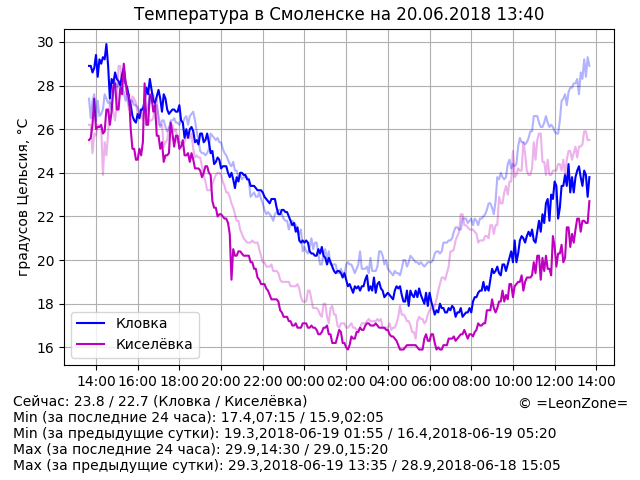 Температура в Смоленске на 20.06.2018 13:40
30
28
26
24
22
20
18
16
градусов Цельсия, °C
Кловка
Киселёвка
14:00 16:00 18:00 20:00 22:00 00:00 02:00 04:00 06:00 08:00 10:00 12:00 14:00
Сейчас: 23.8 / 22.7 (Кловка / Киселёвка)
© =LeonZone=
Min (за последние 24 часа): 17.4,07:15 / 15.9,02:05
Min (за предыдущие сутки): 19.3,2018-06-19 01:55 / 16.4,2018-06-19 05:20
Max (за последние 24 часа): 29.9,14:30 / 29.0,15:20
Max (за предыдущие сутки): 29.3,2018-06-19 13:35 / 28.9,2018-06-18 15:05